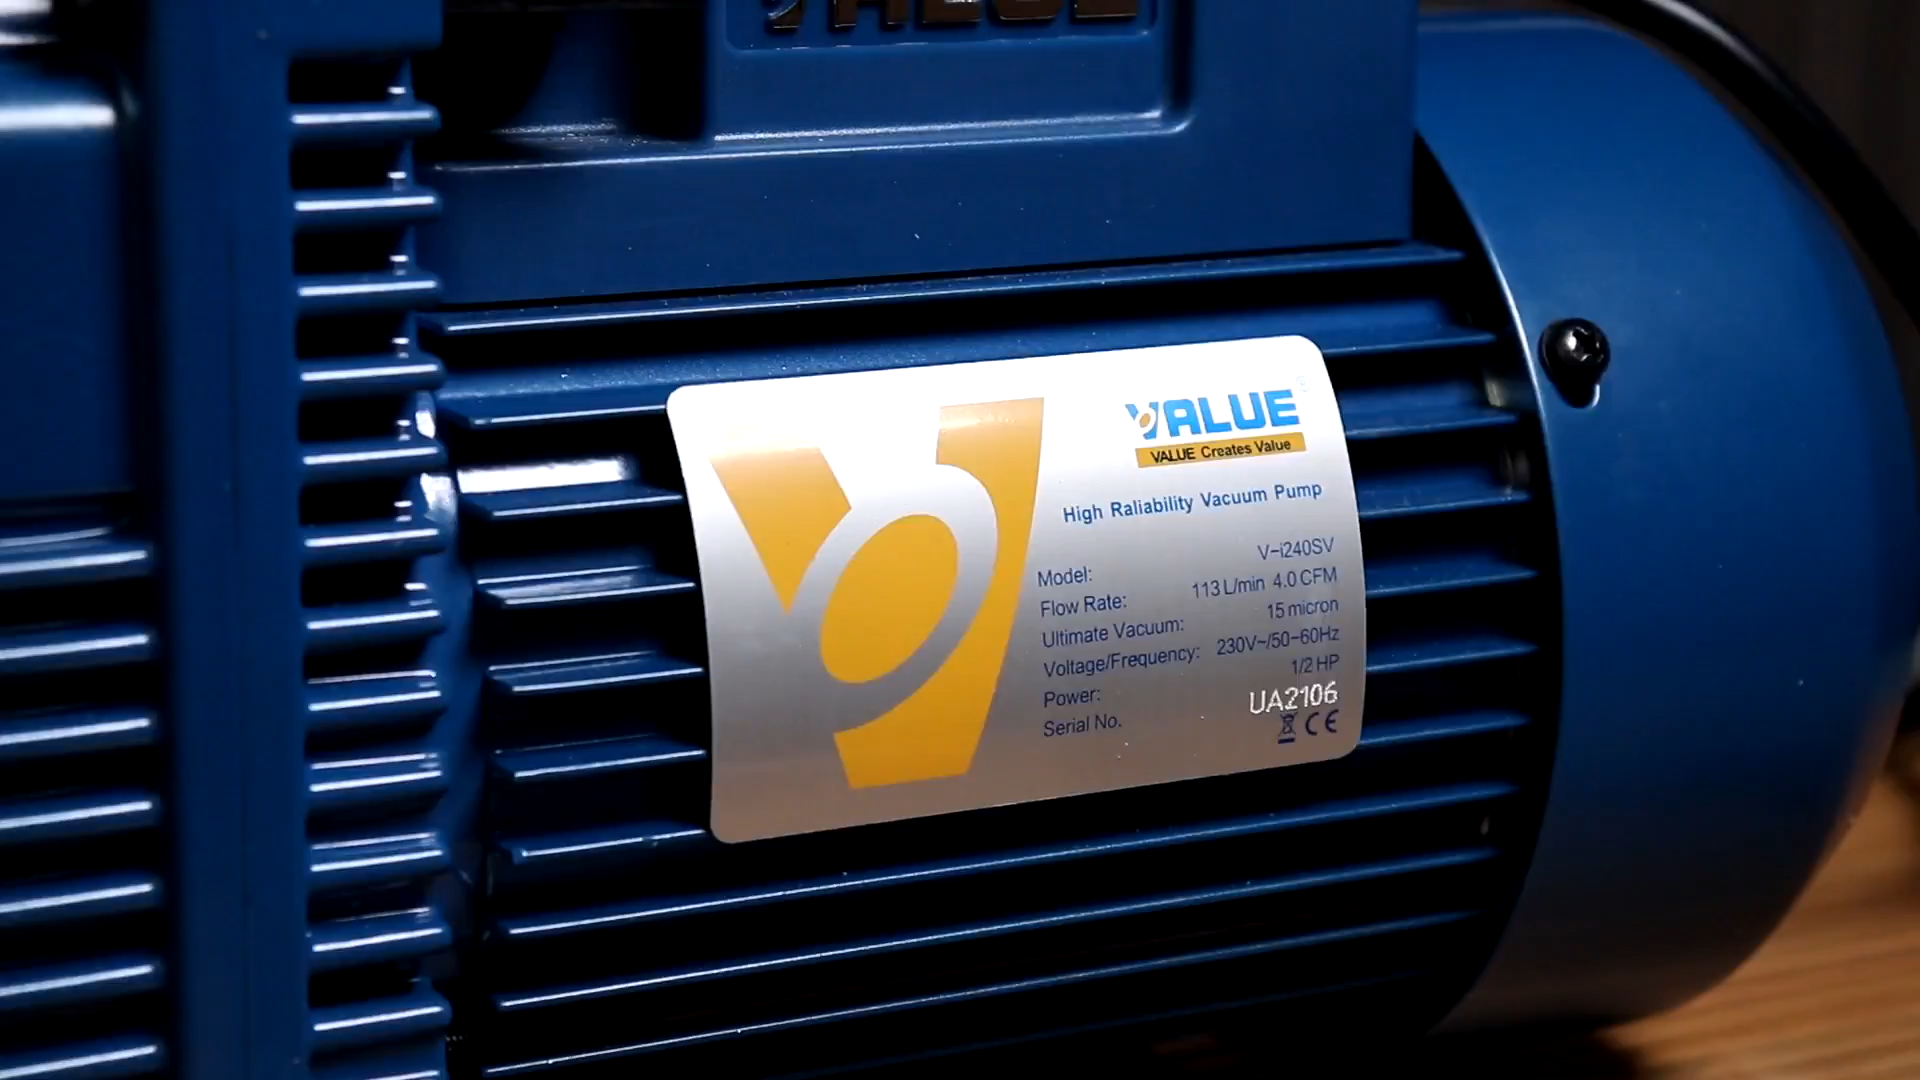 VALUE
VALUE
VALUE Creates Value
High Raliability Vacuum Pump
Model: V-i240SV
Flow Rate: 113 L/min 4.0 CFM
Ultimate Vacuum: 15 micron
Voltage/Frequency: 230V~/50-60Hz
Power: 1/2 HP
Serial No. UA2106
CE